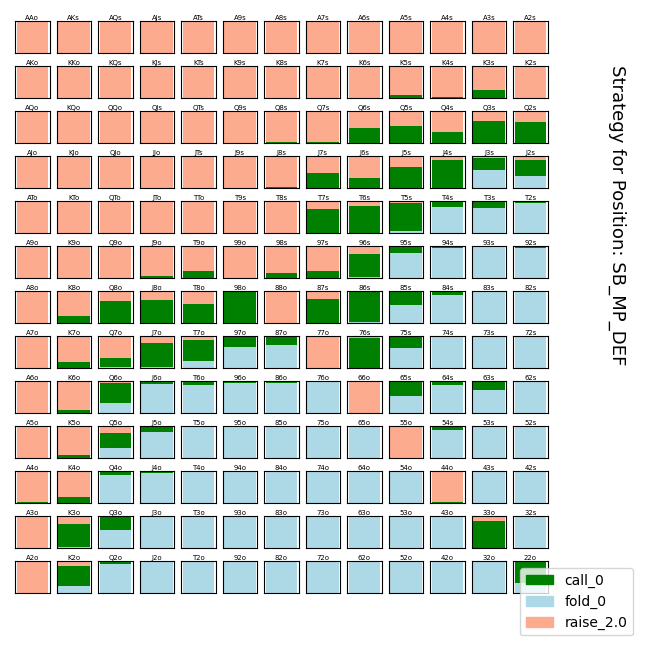 AAo AKs AQs AJs ATs A9s A8s A7s A6s A5s A4s A3s A2s
AKo KKo KQs KJs KTs K9s K8s K7s K6s K5s K4s K3s K2s
AQo KQo QQo QJs QTs Q9s Q8s Q7s Q6s Q5s Q4s Q3s Q2s
AJo KJo QJo JJo JTs J9s J8s J7s J6s J5s J4s J3s J2s
ATo KTo QTo JTo TTo T9s T8s T7s T6s T5s T4s T3s T2s
A9o K9o Q9o J9o T9o 99o 98s 97s 96s 95s 94s 93s 92s
A8o K8o Q8o J8o T8o 98o 88o 87s 86s 85s 84s 83s 82s
A7o K7o Q7o J7o T7o 97o 87o 77o 76s 75s 74s 73s 72s
A6o K6o Q6o J6o T6o 96o 86o 76o 66o 65s 64s 63s 62s
A5o K5o Q5o J5o T5o 95o 85o 75o 65o 55o 54s 53s 52s
A4o K4o Q4o J4o T4o 94o 84o 74o 64o 54o 44o 43s 42s
A3o K3o Q3o J3o T3o 93o 83o 73o 63o 53o 43o 33o 32s
A2o K2o Q2o J2o T2o 92o 82o 72o 62o 52o 42o 32o 22o
Strategy for Position: SB_MP_DEF
call_0
fold_0
raise_2.0